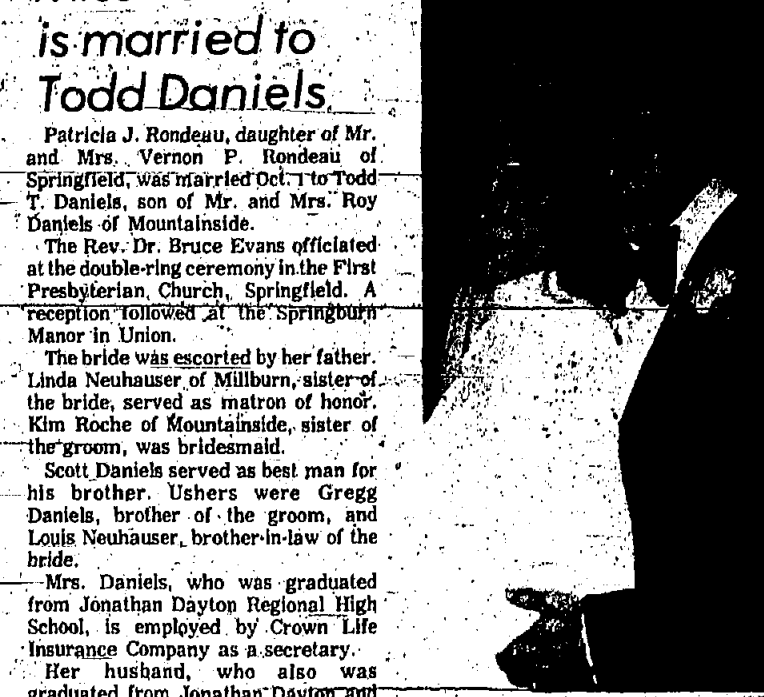 is married to
Todd Daniels
Patricia J. Rondeau, daughter of Mr.
and Mrs. Vernon P. Rondeau of
Springfield, was married Oct. 1 to Todd
T. Daniels, son of Mr. and Mrs. Roy
Daniels of Mountainside.
The Rev. Dr. Bruce Evans officiated
at the double-ring ceremony in the First
Presbyterian Church, Springfield. A
reception followed at the Springburn
Manor in Union.
The bride was escorted by her father.
Linda Neuhauser of Millburn, sister of
the bride, served as matron of honor.
Kim Roche of Mountainside, sister of
the groom, was bridesmaid.
Scott Daniels served as best man for
his brother. Ushers were Gregg
Daniels, brother of the groom, and
Louis Neuhauser, brother-in-law of the
bride.
Mrs. Daniels, who was graduated
from Jonathan Dayton Regional High
School, is employed by Crown Life
Insurance Company as a secretary.
Her husband, who also was
graduated from Jonathan Dayton and